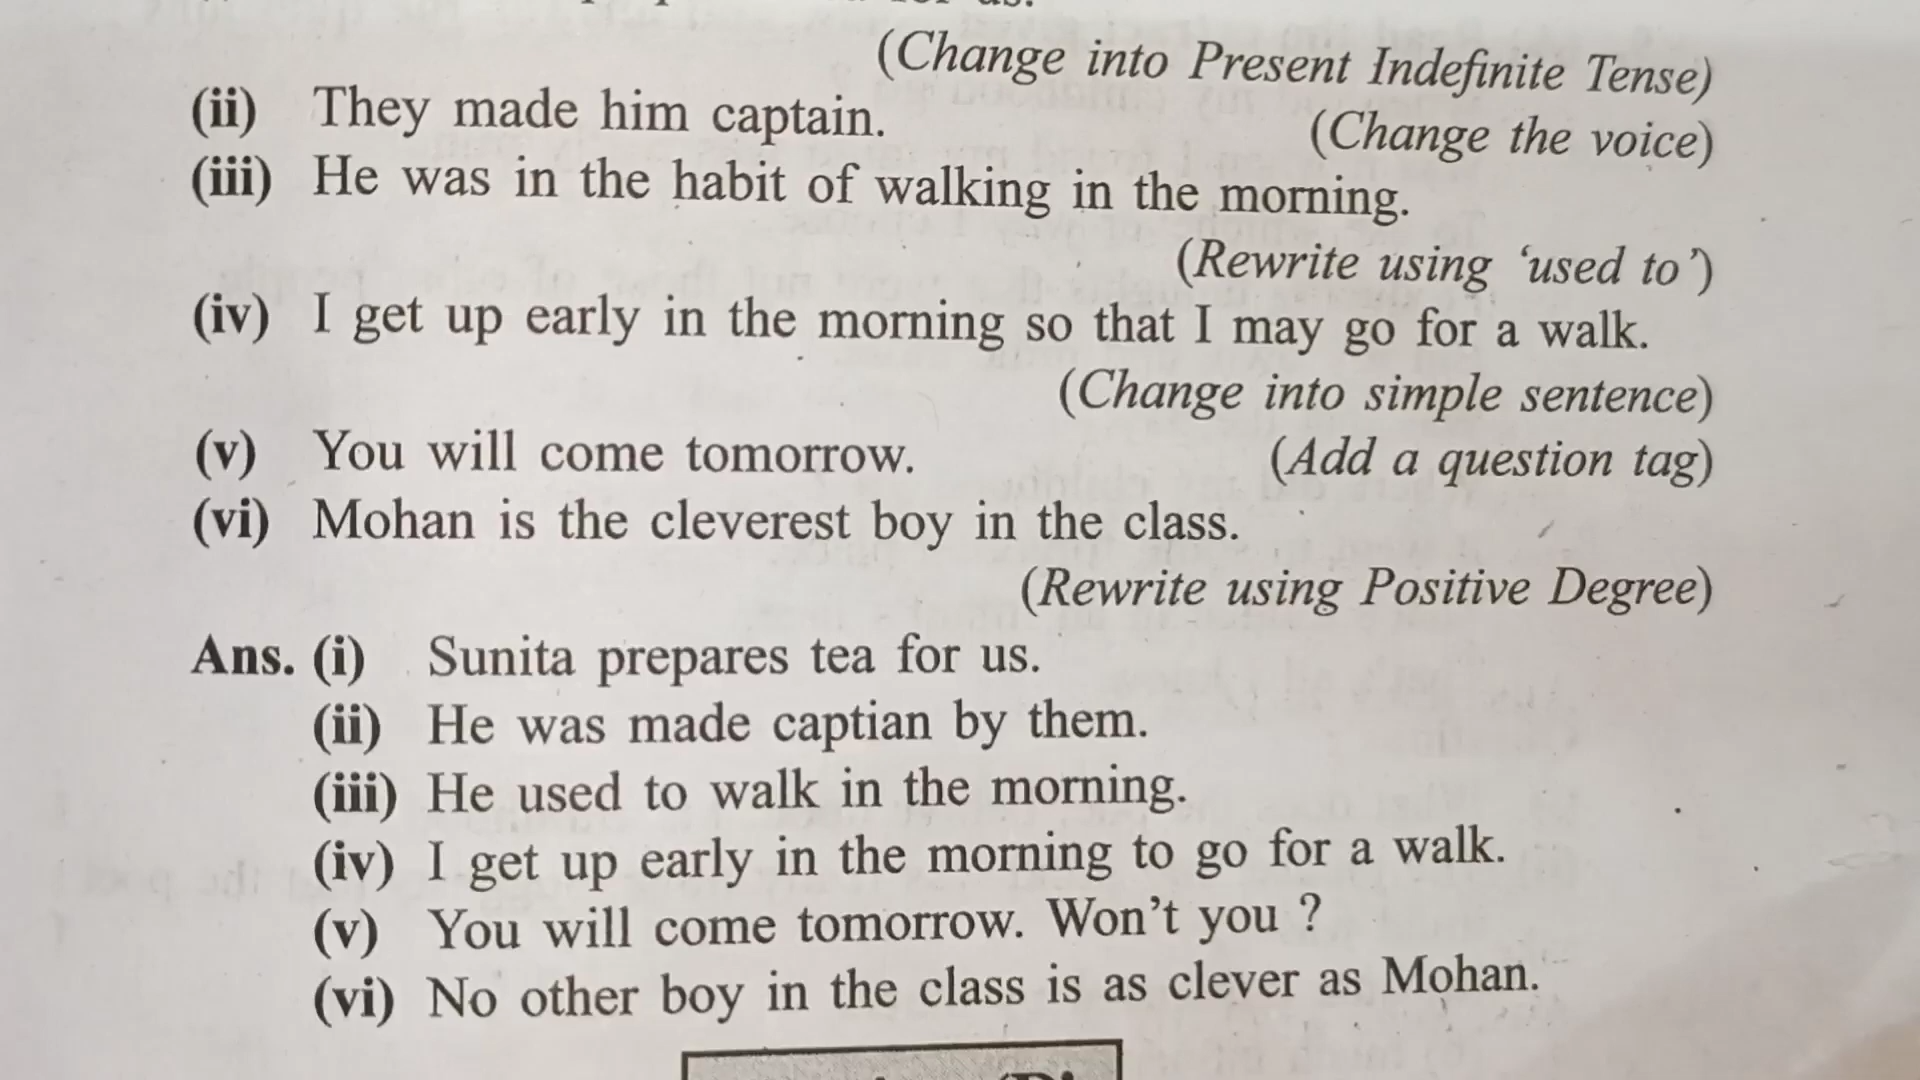 for us.
(Change into Present Indefinite Tense)
(ii) They made him captain. (Change the voice)
(iii) He was in the habit of walking in the morning.
(Rewrite using ‘used to’)
(iv) I get up early in the morning so that I may go for a walk.
(Change into simple sentence)
(v) You will come tomorrow. (Add a question tag)
(vi) Mohan is the cleverest boy in the class.
(Rewrite using Positive Degree)
Ans. (i) Sunita prepares tea for us.
(ii) He was made captian by them.
(iii) He used to walk in the morning.
(iv) I get up early in the morning to go for a walk.
(v) You will come tomorrow. Won’t you ?
(vi) No other boy in the class is as clever as Mohan.